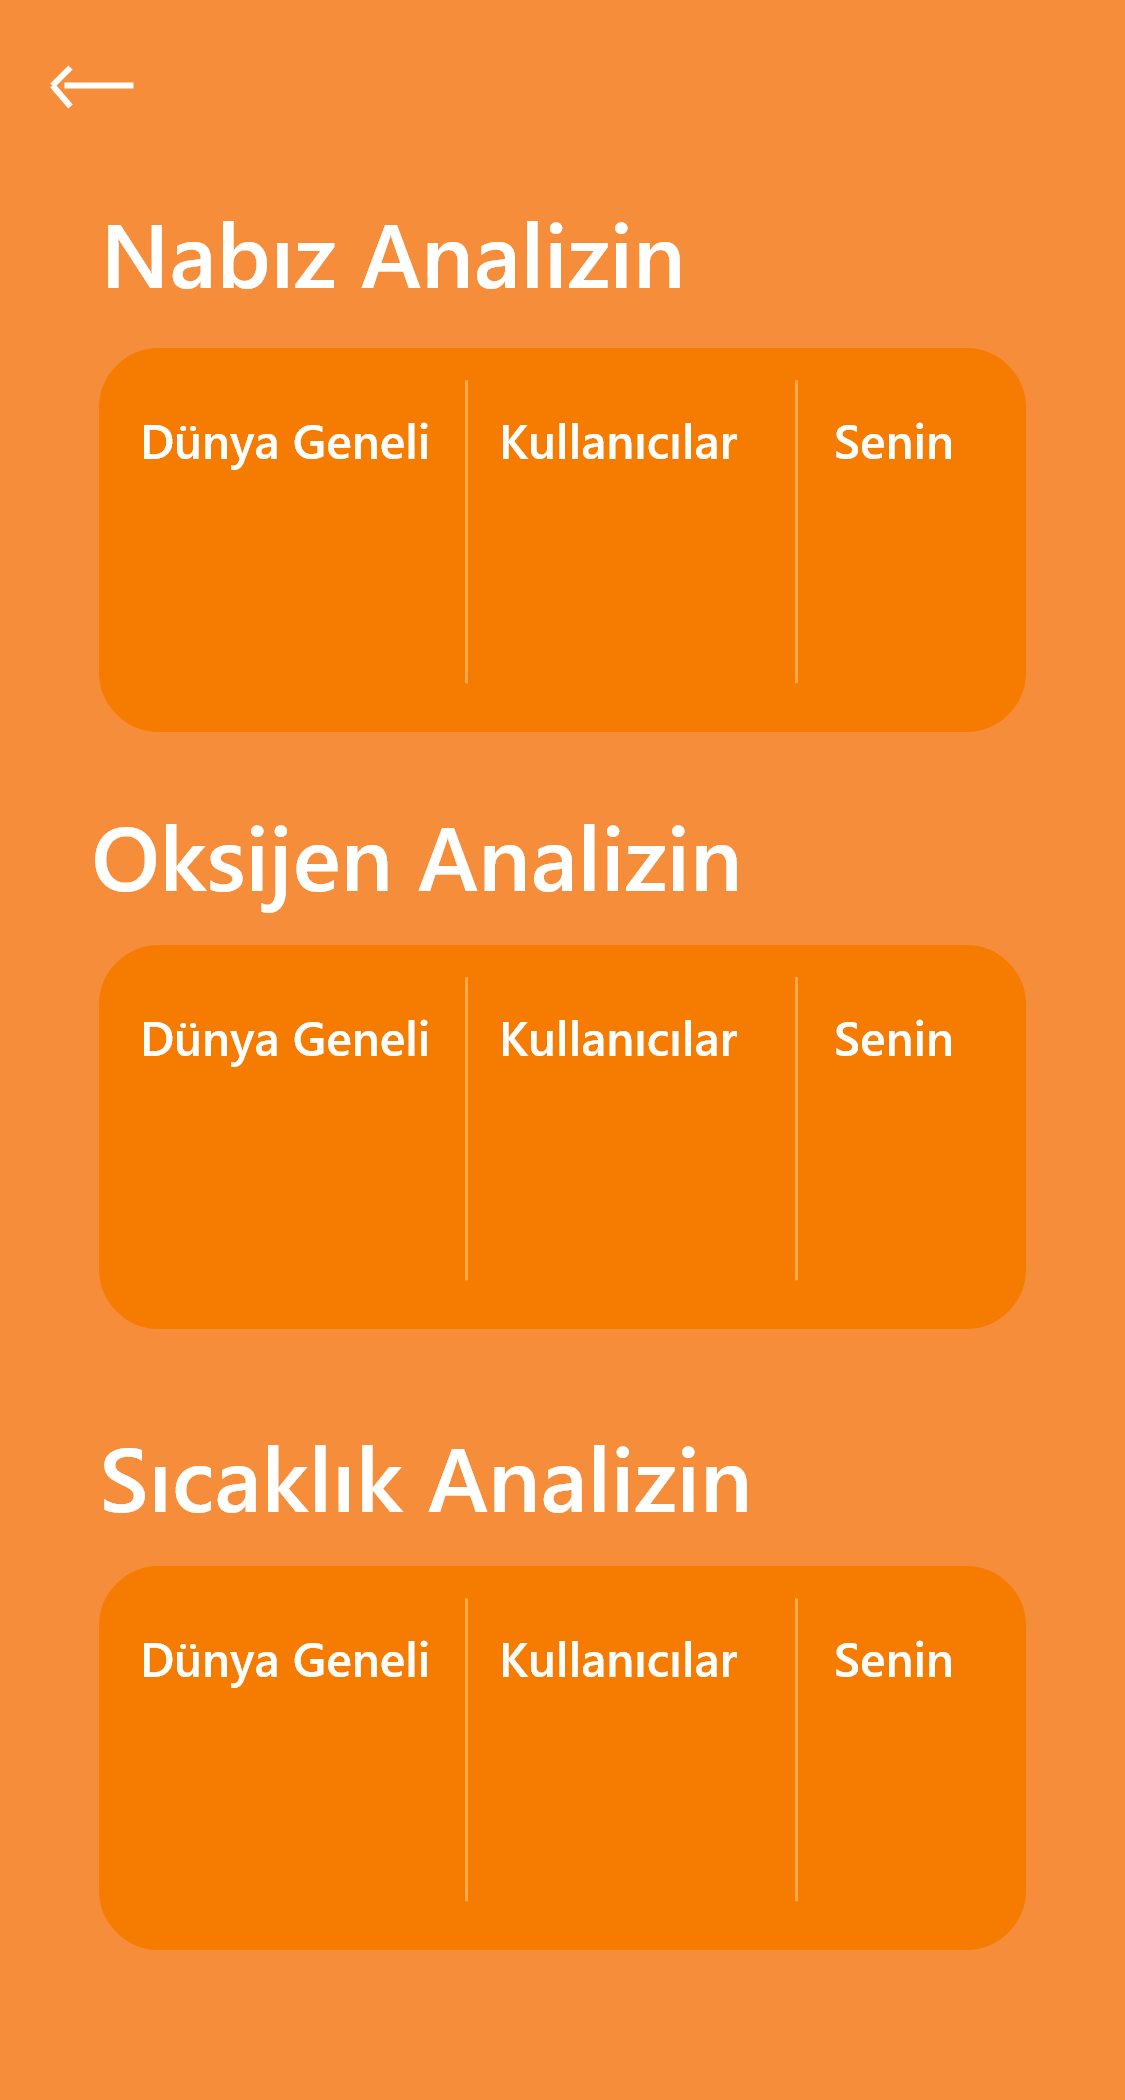 Nabız Analizin
Dünya Geneli
Kullanıcılar
Senin
Oksijen Analizin
Dünya Geneli
Kullanıcılar
Senin
Sıcaklık Analizin
Dünya Geneli
Kullanıcılar
Senin